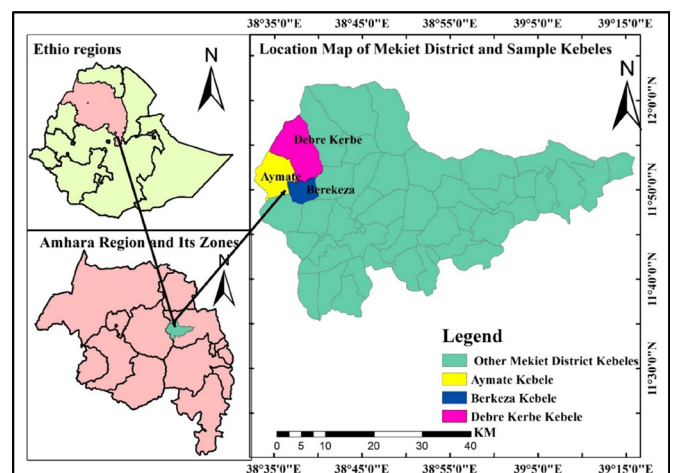 38°35'0"E 38°45'0"E 38°55'0"E 39°5'0"E 39°15'0"E
Ethio regions
N
Location Map of Mekiet District and Sample Kebeles
N
12°0'0"N
Debre Kerbe
Aymate
Berekeza
11°50'0"N
Amhara Region and Its Zones
N
11°40'0"N
Legend
Other Mekiet District Kebeles
Aymate Kebele
Berkeza Kebele
Debre Kerbe Kebele
11°30'0"N
KM
0 5 10 20 30 40
38°35'0"E 38°45'0"E 38°55'0"E 39°5'0"E 39°15'0"E